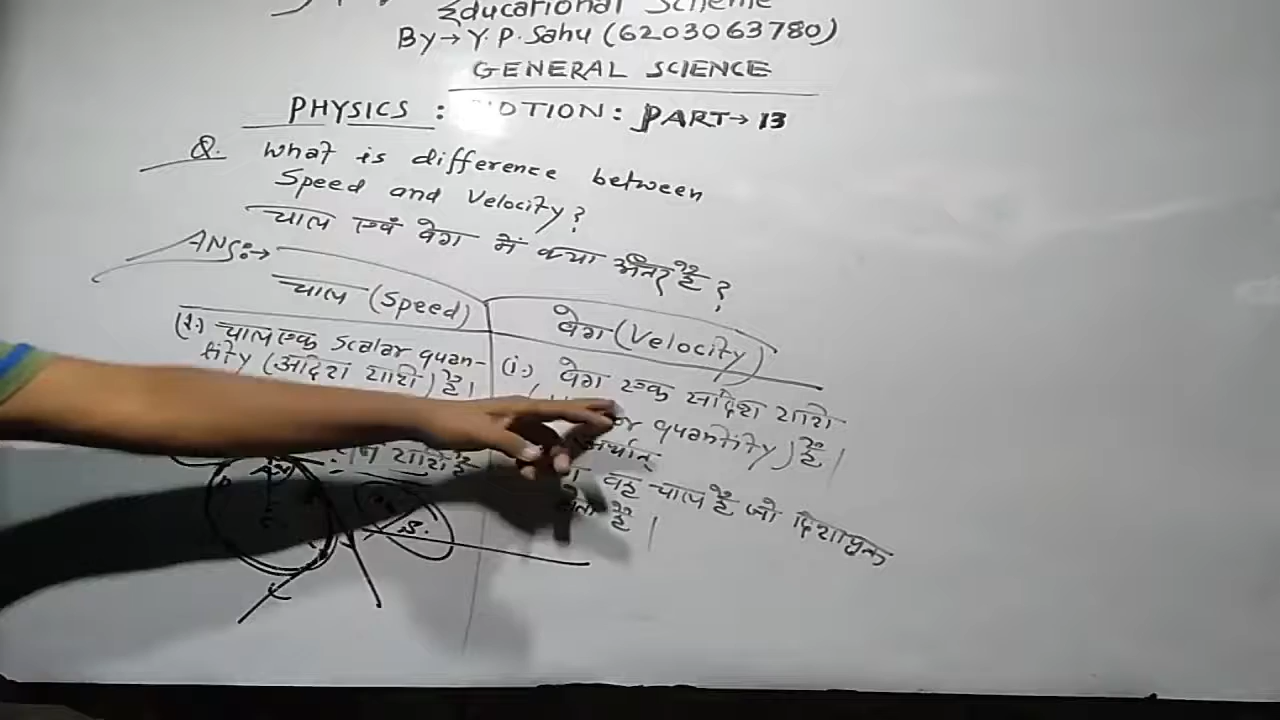 Educational Scheme
By→Y.P. Sahu (6203063780)
GENERAL SCIENCE
PHYSICS : MOTION: PART→13
Q. What is difference between
Speed and Velocity?
चाल एवं वेग में क्या अंतर है ?
ANS:→
चाल (Speed)
(1.) चाल एक Scalar quan-
tity (अदिश राशि) है।
राशि है
वेग (Velocity)
(i.) वेग एक सदिश राशि
quantity) है।
अर्थात्
वह चाल है जो दिशायुक्त
है।